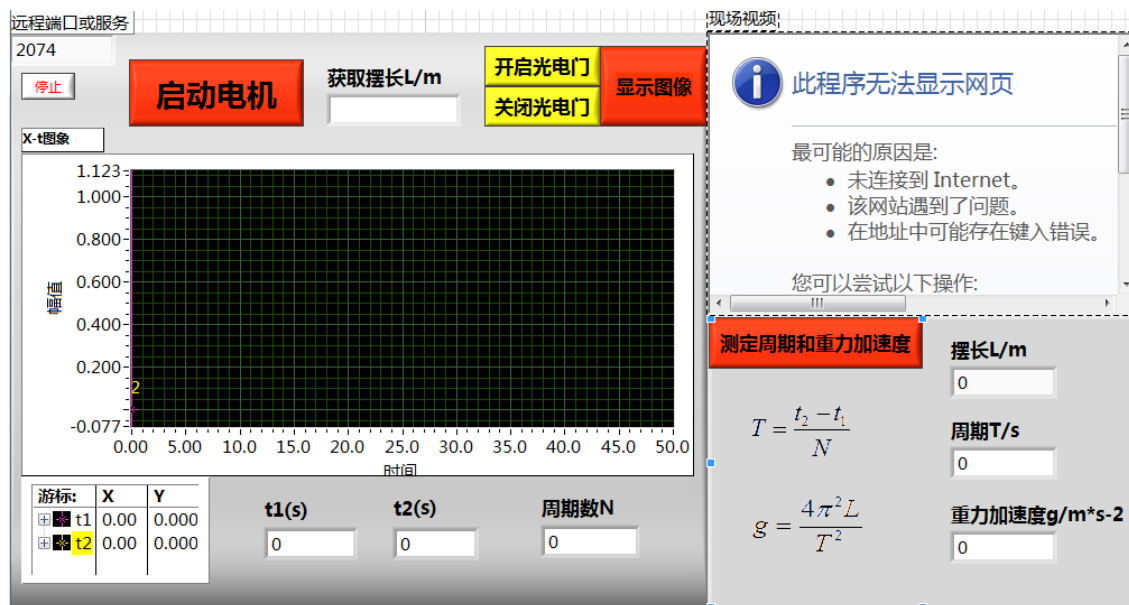 远程端口或服务
2074
停止
启动电机
获取摆长L/m
开启光电门
关闭光电门
显示图像
X-t图象
1.123
1.000
0.800
0.600
0.400
0.200
-0.077
幅值
2
0.00 5.00 10.0 15.0 20.0 25.0 30.0 35.0 40.0 45.0 50.0
时间
游标: X Y
t1 0.00 0.000
t2 0.00 0.000
t1(s)
0
t2(s)
0
周期数N
0
现场视频
此程序无法显示网页
最可能的原因是:
● 未连接到 Internet。
● 该网站遇到了问题。
● 在地址中可能存在键入错误。
您可以尝试以下操作:
测定周期和重力加速度
T = (t₂ − t₁) / N
g = 4π²L / T²
摆长L/m
0
周期T/s
0
重力加速度g/m*s-2
0